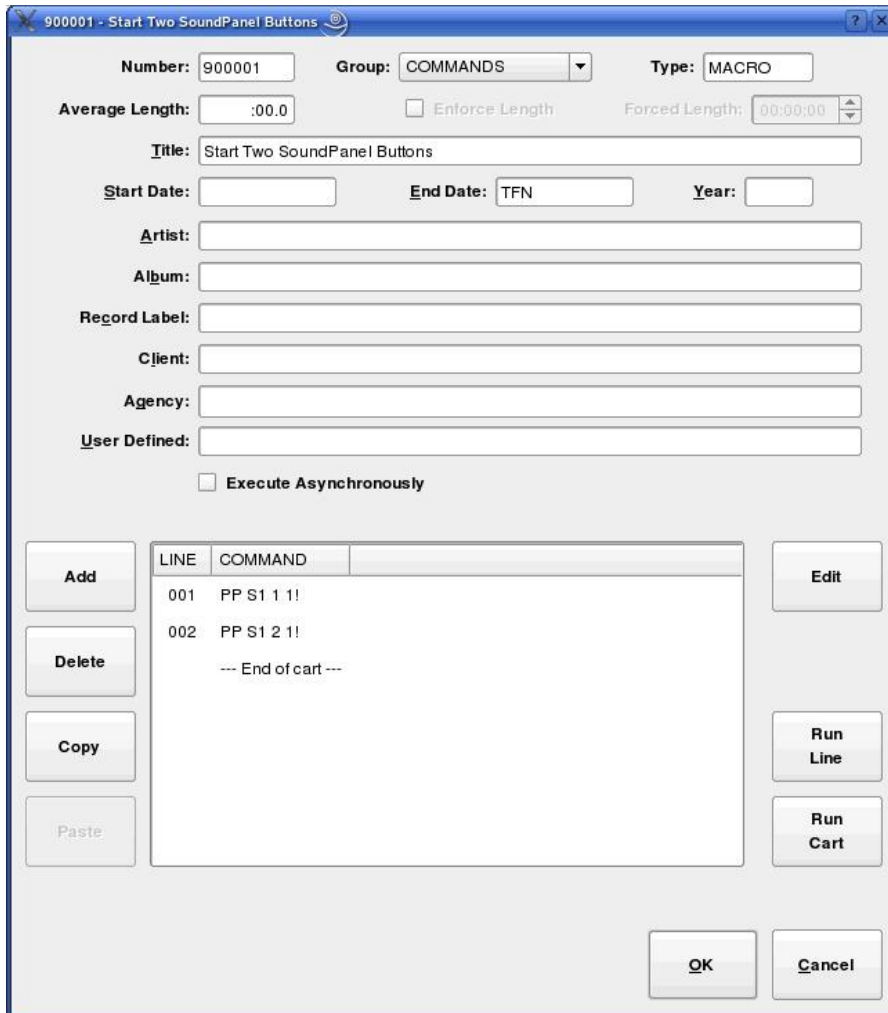 900001 - Start Two SoundPanel Buttons
Number: 900001 Group: COMMANDS Type: MACRO
Average Length: :00.0 Enforce Length Forced Length: 00:00:00
Title: Start Two SoundPanel Buttons
Start Date: End Date: TFN Year:
Artist:
Album:
Record Label:
Client:
Agency:
User Defined:
Execute Asynchronously
Add
Delete
Copy
Paste
LINE COMMAND
001 PP S1 1 1!
002 PP S1 2 1!
--- End of cart ---
Edit
Run
Line
Run
Cart
OK Cancel